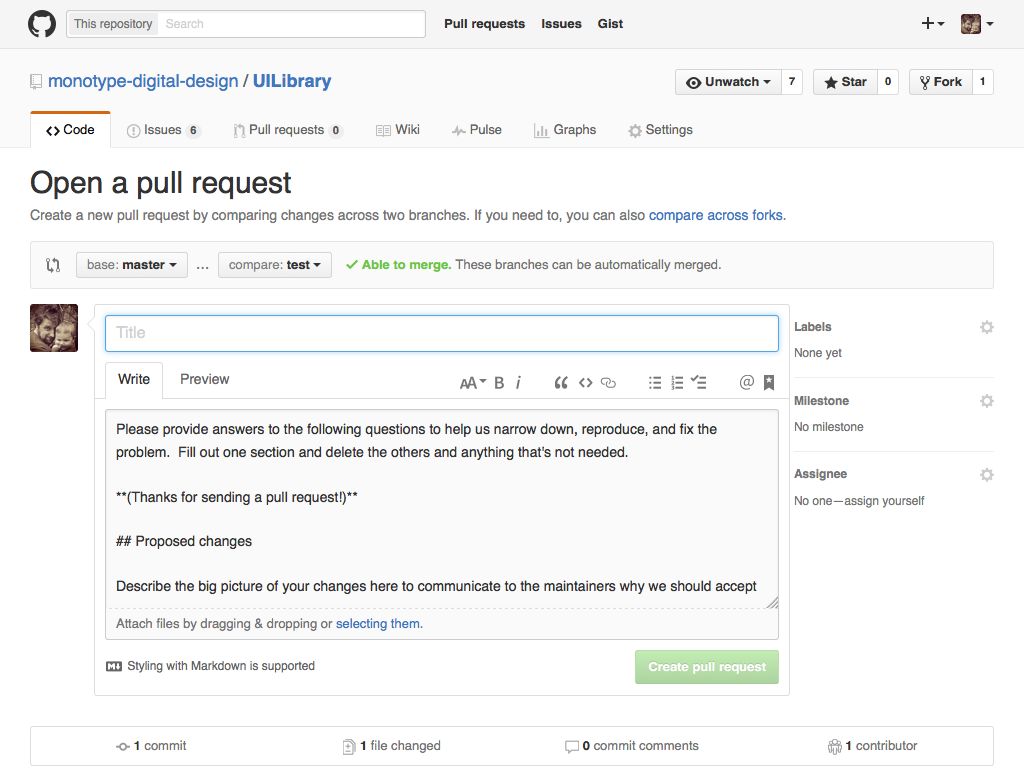 This repository Search Pull requests Issues Gist
monotype-digital-design / UILibrary Unwatch 7 Star 0 Fork 1
Code Issues 6 Pull requests 0 Wiki Pulse Graphs Settings
Open a pull request
Create a new pull request by comparing changes across two branches. If you need to, you can also compare across forks.
base: master ... compare: test Able to merge. These branches can be automatically merged.
Title
Write Preview AA B i “ <> @
Please provide answers to the following questions to help us narrow down, reproduce, and fix the
problem.  Fill out one section and delete the others and anything that's not needed.
**(Thanks for sending a pull request!)**
## Proposed changes
Describe the big picture of your changes here to communicate to the maintainers why we should accept
Attach files by dragging & dropping or selecting them.
Styling with Markdown is supported
Create pull request
Labels
None yet
Milestone
No milestone
Assignee
No one—assign yourself
1 commit 1 file changed 0 commit comments 1 contributor